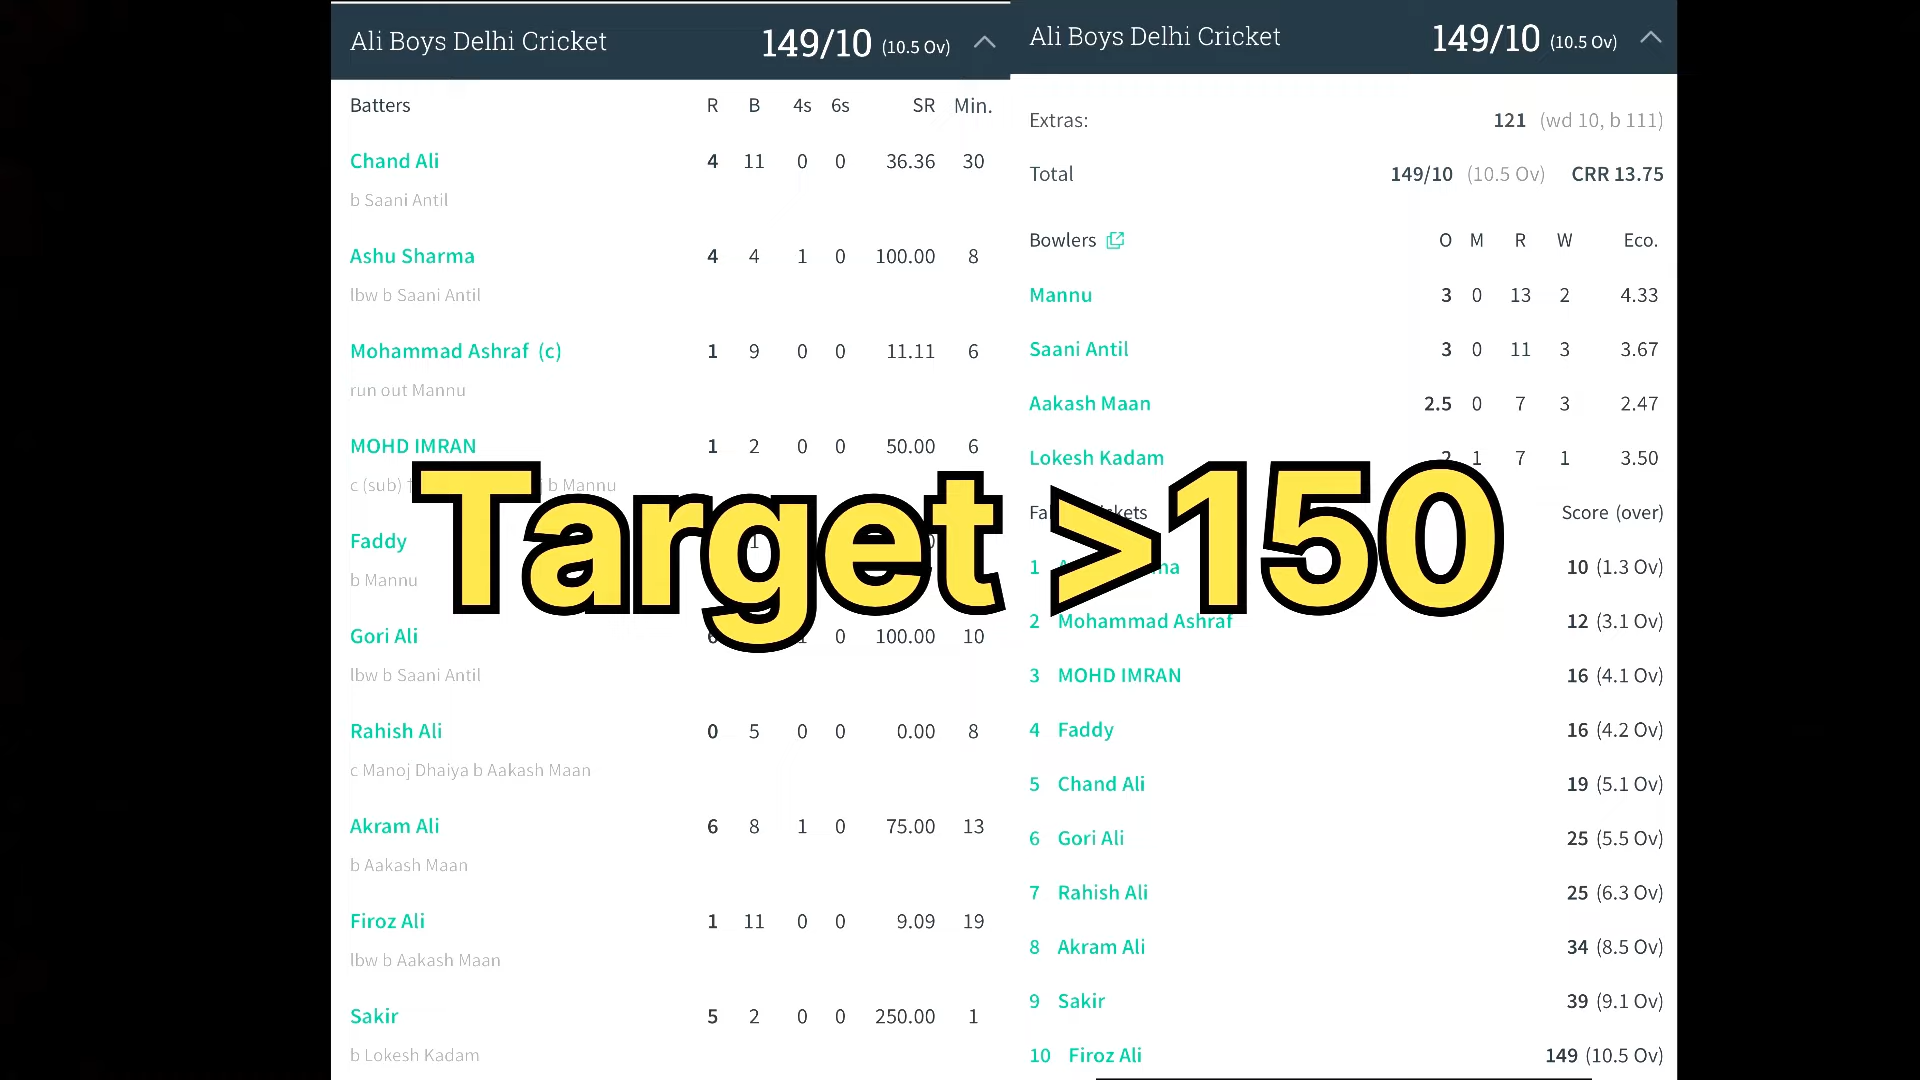 Ali Boys Delhi Cricket 149/10 (10.5 Ov)
Batters R B 4s 6s SR Min.
Chand Ali 4 11 0 0 36.36 30
b Saani Antil
Ashu Sharma 4 4 1 0 100.00 8
lbw b Saani Antil
Mohammad Ashraf (c) 1 9 0 0 11.11 6
run out Mannu
MOHD IMRAN 1 2 0 0 50.00 6
c (sub) b Mannu
Faddy
b Mannu
Gori Ali 0 100.00 10
lbw b Saani Antil
Rahish Ali 0 5 0 0 0.00 8
c Manoj Dhaiya b Aakash Maan
Akram Ali 6 8 1 0 75.00 13
b Aakash Maan
Firoz Ali 1 11 0 0 9.09 19
lbw b Aakash Maan
Sakir 5 2 0 0 250.00 1
b Lokesh Kadam
Target >150
Ali Boys Delhi Cricket 149/10 (10.5 Ov)
Extras: 121 (wd 10, b 111)
Total 149/10 (10.5 Ov) CRR 13.75
Bowlers O M R W Eco.
Mannu 3 0 13 2 4.33
Saani Antil 3 0 11 3 3.67
Aakash Maan 2.5 0 7 3 2.47
Lokesh Kadam 2 1 7 1 3.50
Score (over)
1 10 (1.3 Ov)
2 Mohammad Ashraf 12 (3.1 Ov)
3 MOHD IMRAN 16 (4.1 Ov)
4 Faddy 16 (4.2 Ov)
5 Chand Ali 19 (5.1 Ov)
6 Gori Ali 25 (5.5 Ov)
7 Rahish Ali 25 (6.3 Ov)
8 Akram Ali 34 (8.5 Ov)
9 Sakir 39 (9.1 Ov)
10 Firoz Ali 149 (10.5 Ov)